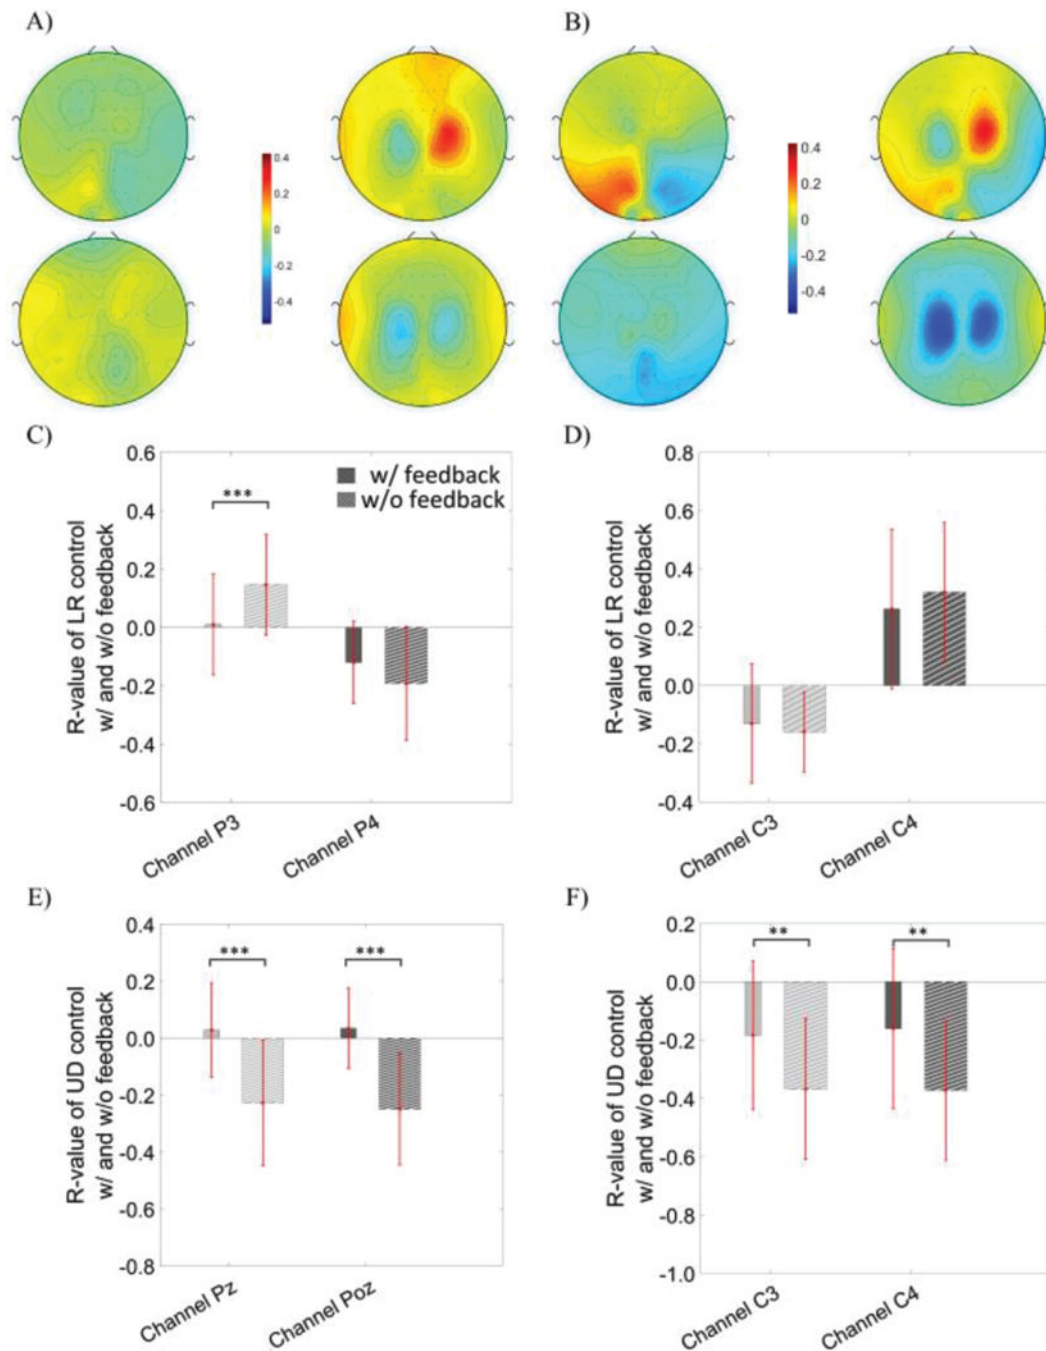 A)
B)
0.4
0.2
0
-0.2
-0.4
0.4
0.2
0
-0.2
-0.4
C)
R-value of LR control
w/ and w/o feedback
0.6
0.4
0.2
0.0
-0.2
-0.4
-0.6
***
w/ feedback
w/o feedback
Channel P3
Channel P4
D)
R-value of LR control
w/ and w/o feedback
0.8
0.6
0.4
0.2
0.0
-0.2
-0.4
Channel C3
Channel C4
E)
R-value of UD control
w/ and w/o feedback
0.4
0.2
0.0
-0.2
-0.4
-0.6
-0.8
***
***
Channel Pz
Channel Poz
F)
R-value of UD control
w/ and w/o feedback
0.2
0.0
-0.2
-0.4
-0.6
-0.8
-1.0
**
**
Channel C3
Channel C4